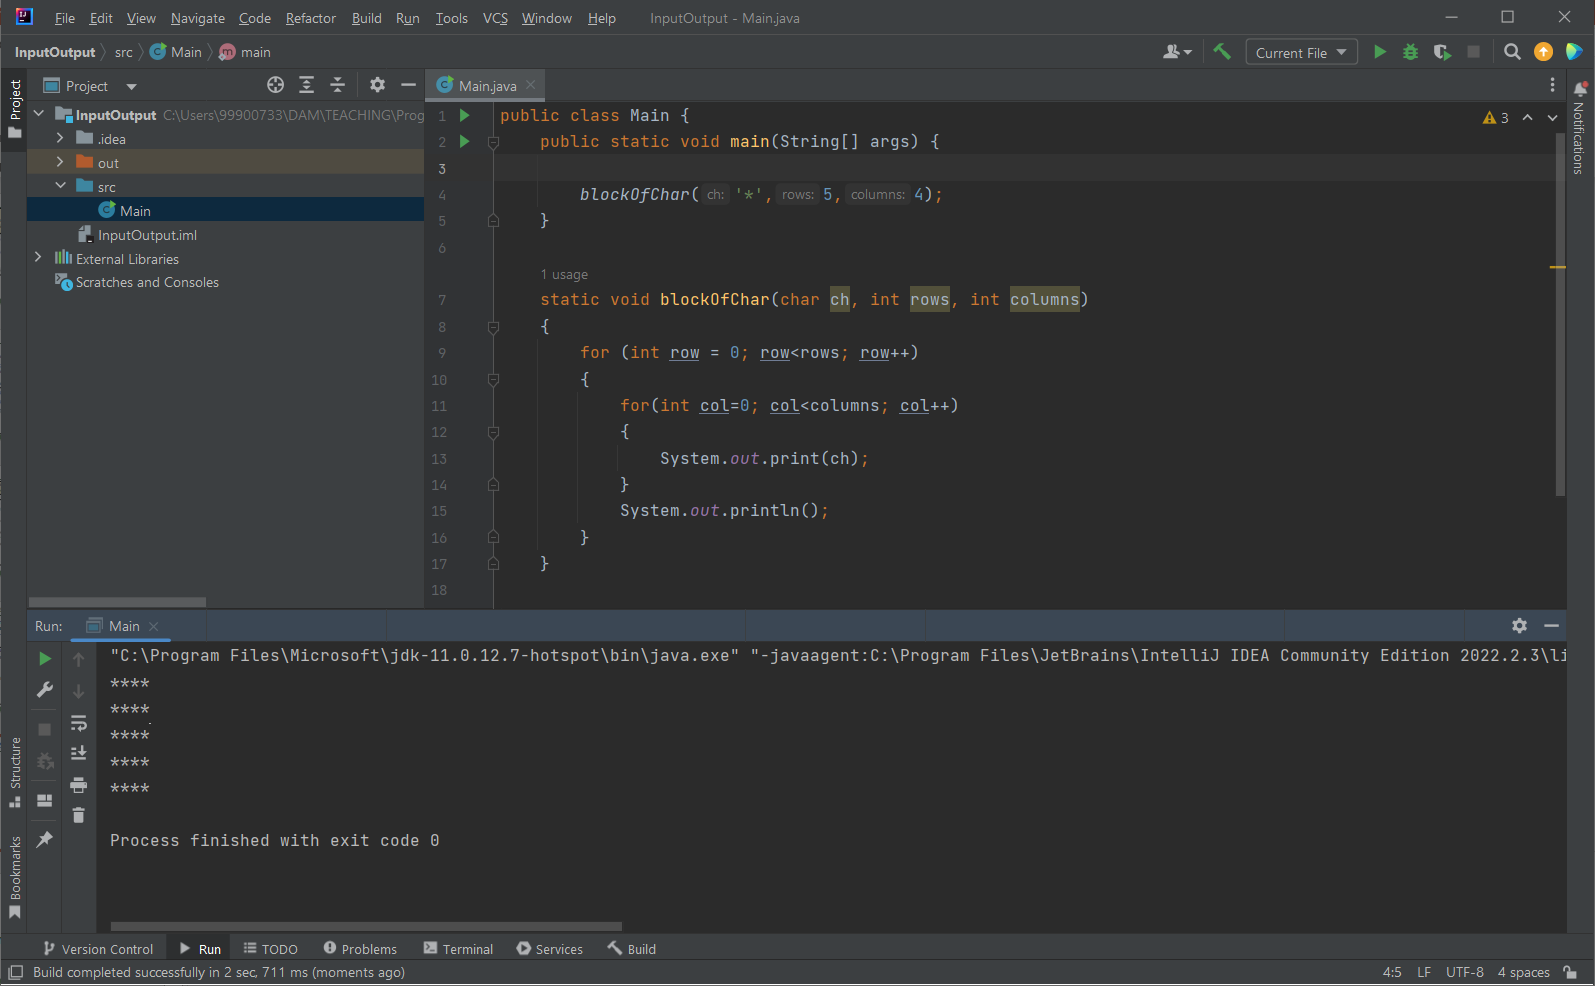 File Edit View Navigate Code Refactor Build Run Tools VCS Window Help InputOutput - Main.java
InputOutput src Main main Current File
Project
Project
InputOutput C:\Users\99900733\DAM\TEACHING\Prog
.idea
out
src
Main
InputOutput.iml
External Libraries
Scratches and Consoles
Structure
Bookmarks
Main.java
3
1 public class Main {
2 public static void main(String[] args) {
3
4 blockOfChar( ch: '*', rows: 5, columns: 4);
5 }
6
1 usage
7 static void blockOfChar(char ch, int rows, int columns)
8 {
9 for (int row = 0; row<rows; row++)
10 {
11 for(int col=0; col<columns; col++)
12 {
13 System.out.print(ch);
14 }
15 System.out.println();
16 }
17 }
18
Notifications
Run: Main
"C:\Program Files\Microsoft\jdk-11.0.12.7-hotspot\bin\java.exe" "-javaagent:C:\Program Files\JetBrains\IntelliJ IDEA Community Edition 2022.2.3\li
****
****
****
****
****
Process finished with exit code 0
Version Control Run TODO Problems Terminal Services Build
Build completed successfully in 2 sec, 711 ms (moments ago) 4:5 LF UTF-8 4 spaces